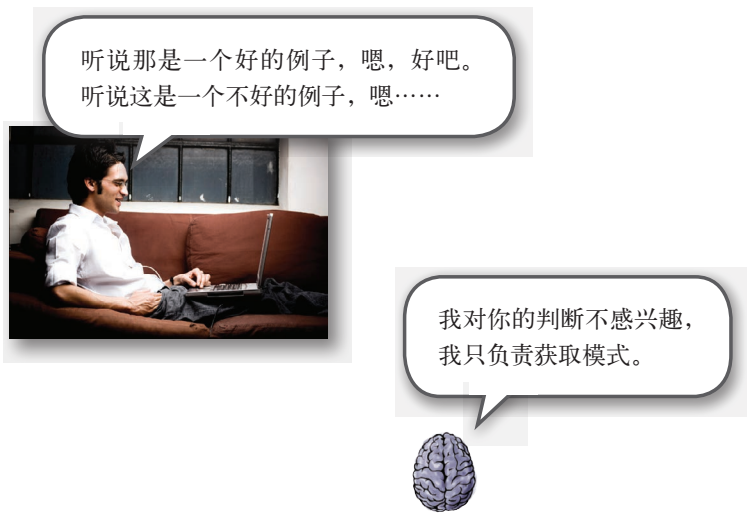 听说那是一个好的例子，嗯，好吧。
听说这是一个不好的例子，嗯……
我对你的判断不感兴趣，
我只负责获取模式。